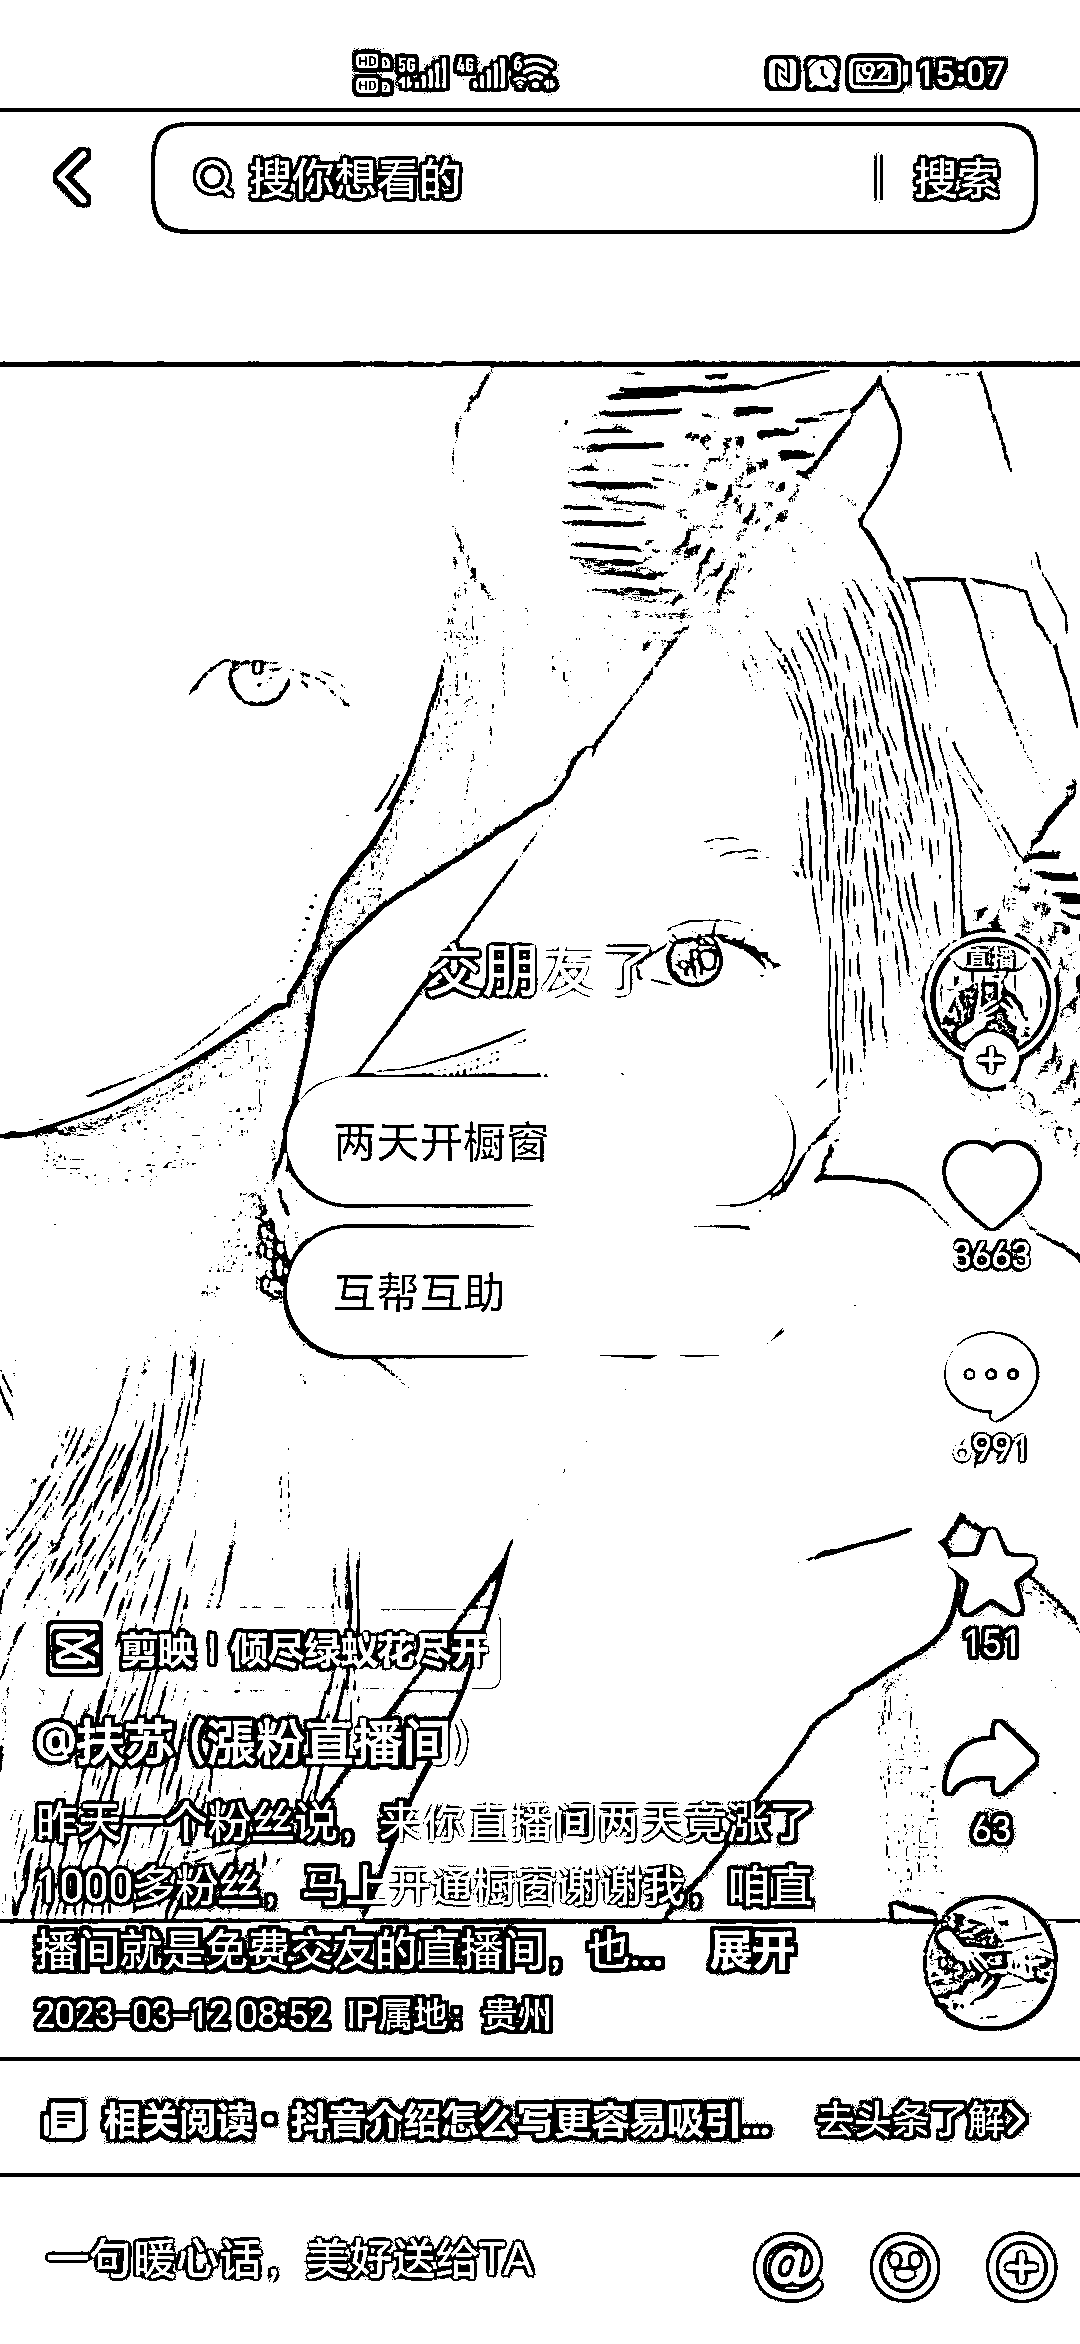 HD 5G HD 4G 6 92 15:07
搜你想看的 搜索
交朋友了
直播
两天开橱窗
3663
互帮互助
6991
151
剪映 | 倾尽绿蚁花尽开
@扶苏（漲粉直播间）
昨天一个粉丝说，来你直播间两天竟涨了
1000多粉丝，马上开通橱窗谢谢我，咱直
播间就是免费交友的直播间，也... 展开
63
2023-03-12 08:52 IP属地：贵州
相关阅读·抖音介绍怎么写更容易吸引... 去头条了解
一句暖心话，美好送给TA